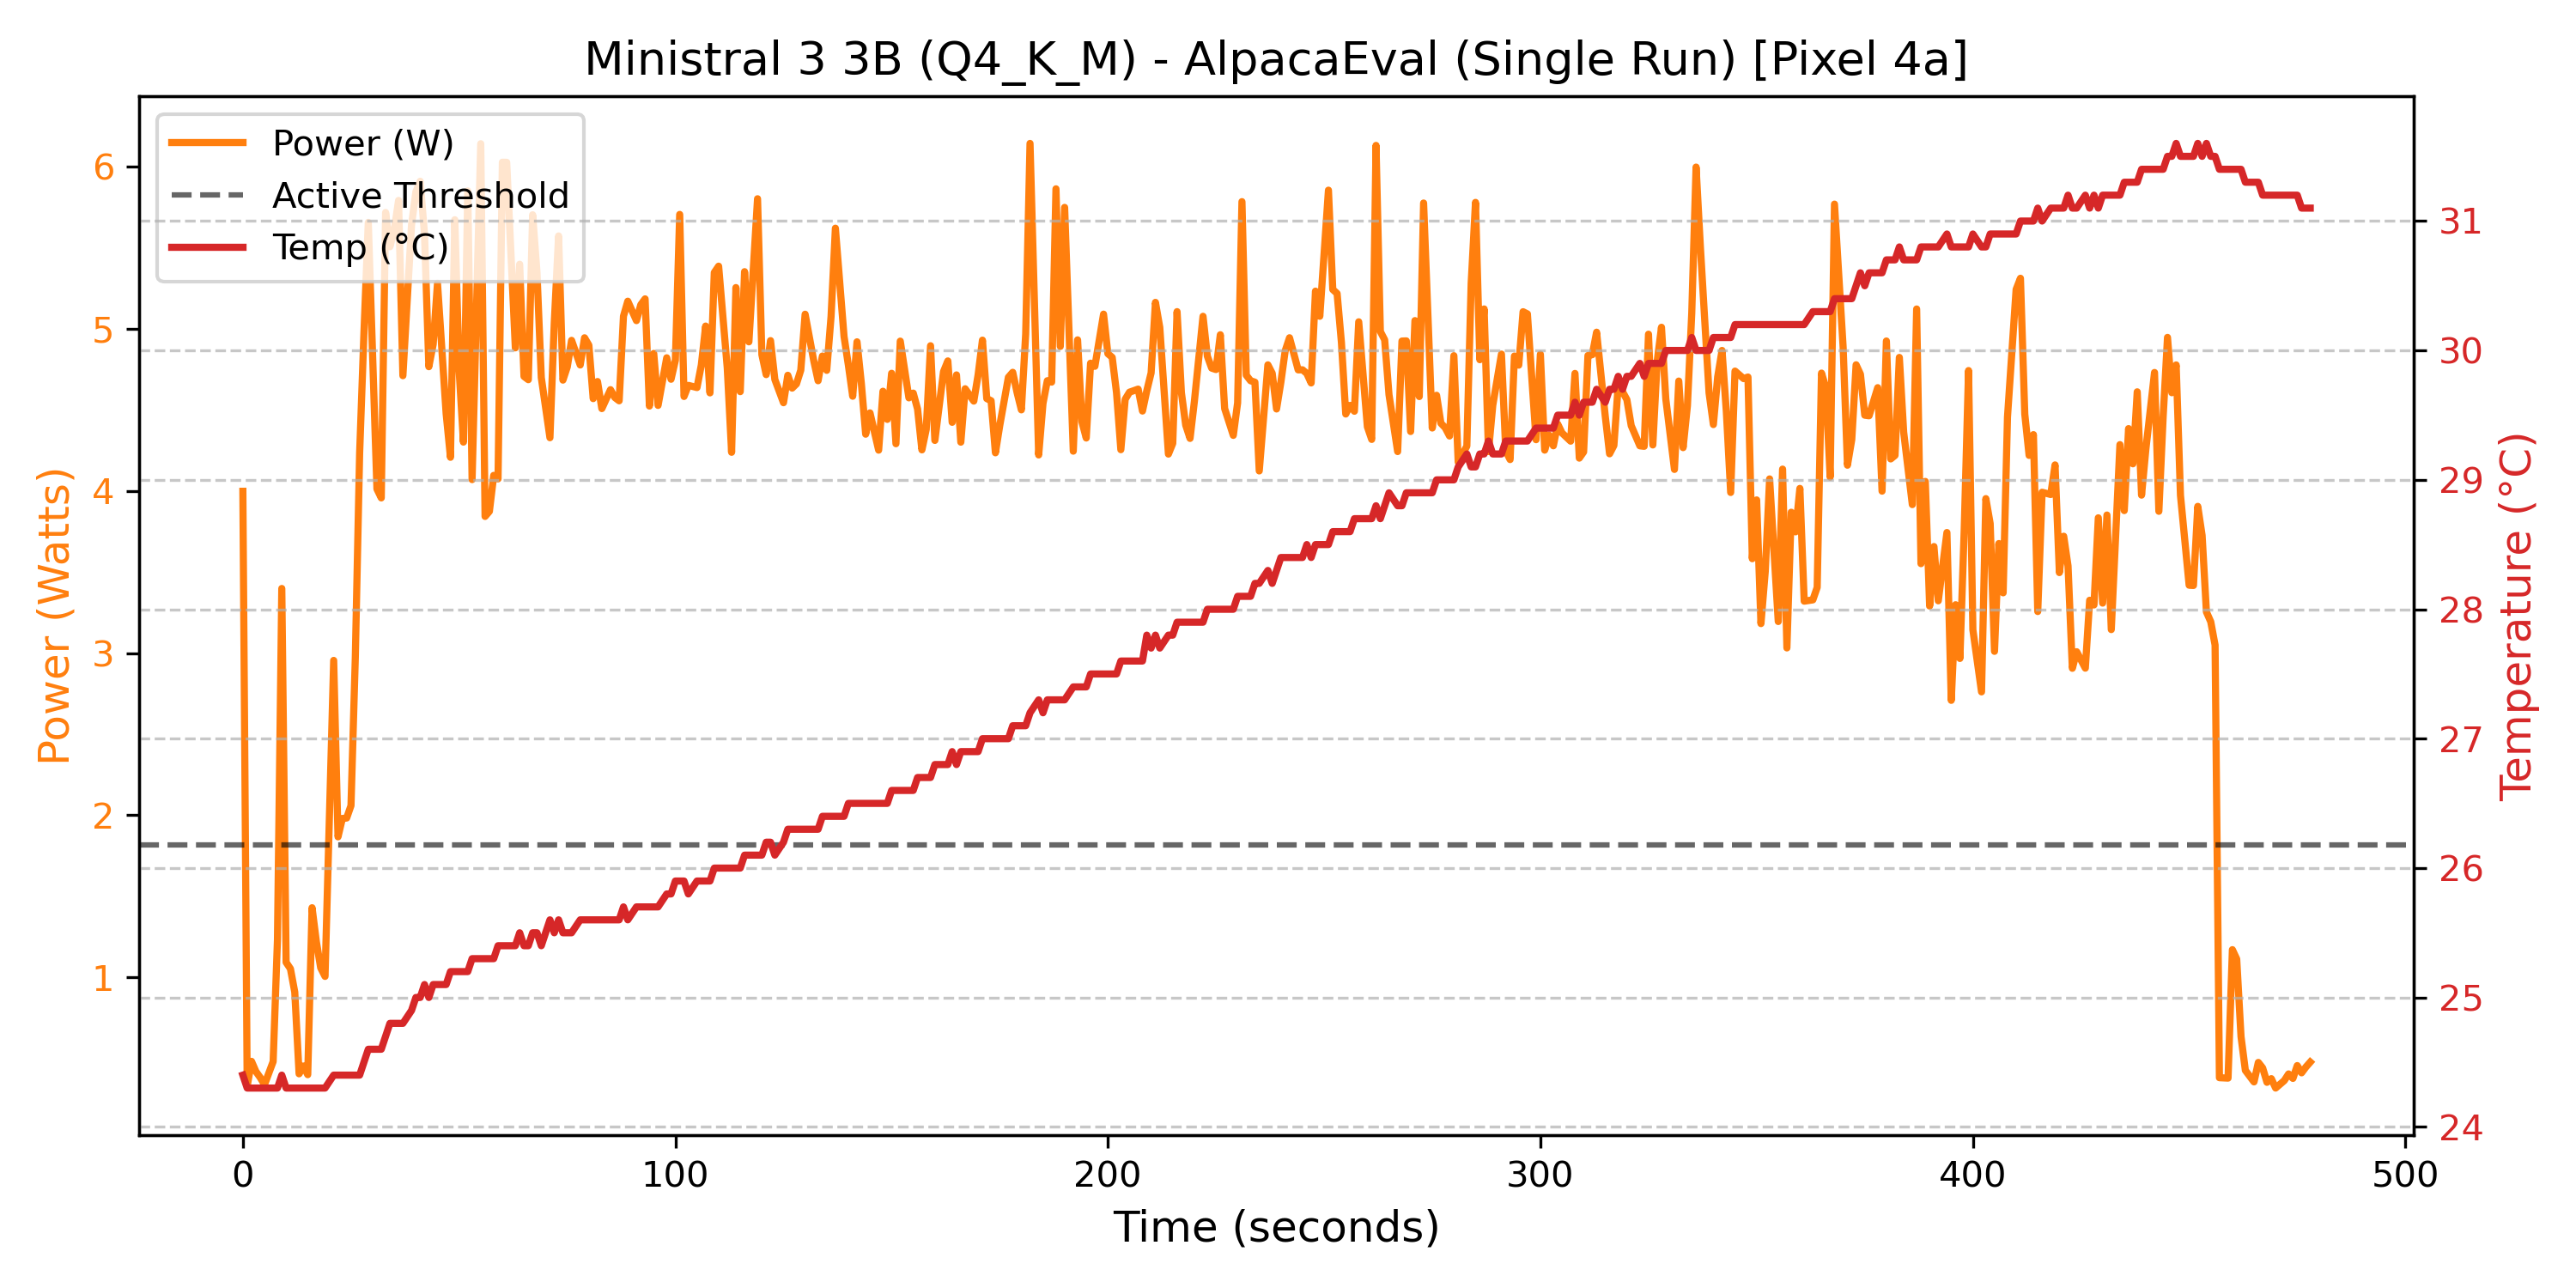 Ministral 3 3B (Q4_K_M) - AlpacaEval (Single Run) [Pixel 4a]
Power (W)
Active Threshold
Temp (°C)
Power (Watts)
6
5
4
3
2
1
31
30
29
28
27
26
25
24
Temperature (°C)
0 100 200 300 400 500
Time (seconds)